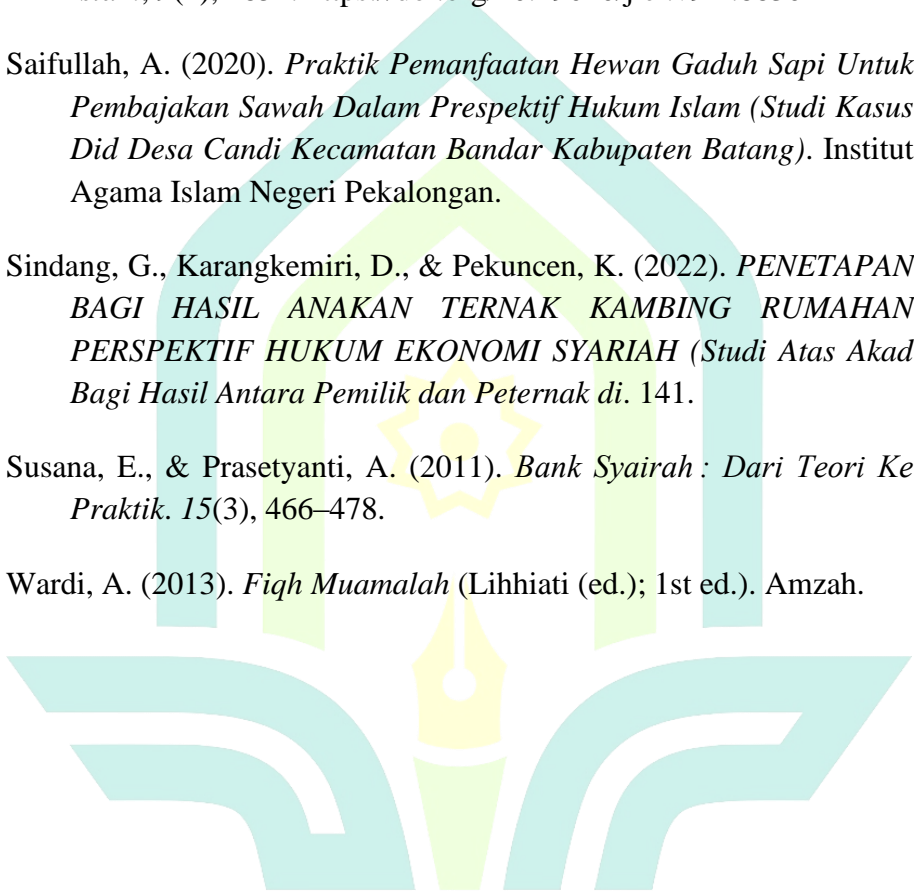 Saifullah, A. (2020). Praktik Pemanfaatan Hewan Gaduh Sapi Untuk
Pembajakan Sawah Dalam Prespektif Hukum Islam (Studi Kasus
Did Desa Candi Kecamatan Bandar Kabupaten Batang). Institut
Agama Islam Negeri Pekalongan.
Sindang, G., Karangkemiri, D., & Pekuncen, K. (2022). PENETAPAN
BAGI HASIL ANAKAN TERNAK KAMBING RUMAHAN
PERSPEKTIF HUKUM EKONOMI SYARIAH (Studi Atas Akad
Bagi Hasil Antara Pemilik dan Peternak di. 141.
Susana, E., & Prasetyanti, A. (2011). Bank Syairah : Dari Teori Ke
Praktik. 15(3), 466–478.
Wardi, A. (2013). Fiqh Muamalah (Lihhiati (ed.); 1st ed.). Amzah.